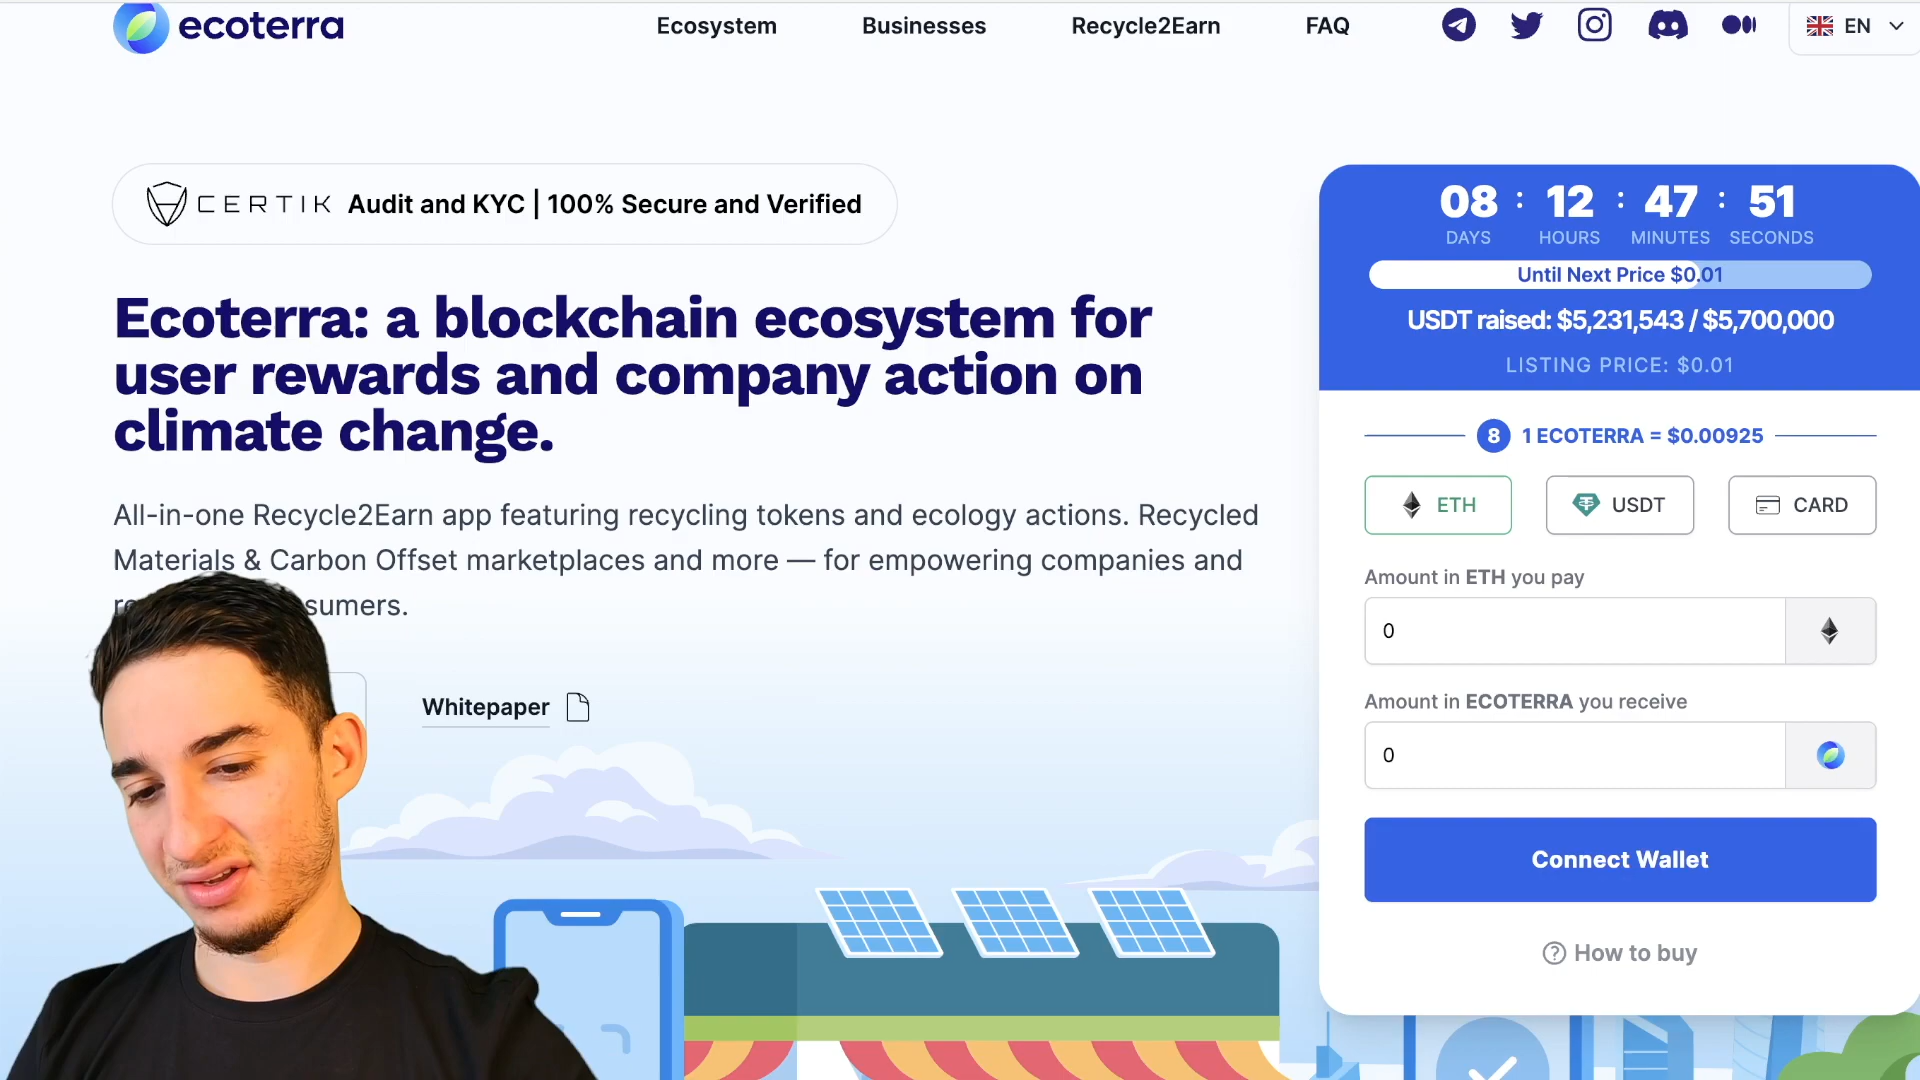 ecoterra
Ecosystem
Businesses
Recycle2Earn
FAQ
EN
CERTIK Audit and KYC | 100% Secure and Verified
Ecoterra: a blockchain ecosystem for
user rewards and company action on
climate change.
All-in-one Recycle2Earn app featuring recycling tokens and ecology actions. Recycled
Materials & Carbon Offset marketplaces and more — for empowering companies and
sumers.
Whitepaper
08 : 12 : 47 : 51
DAYS HOURS MINUTES SECONDS
Until Next Price $0.01
USDT raised: $5,231,543 / $5,700,000
LISTING PRICE: $0.01
8 1 ECOTERRA = $0.00925
ETH
USDT
CARD
Amount in ETH you pay
0
Amount in ECOTERRA you receive
0
Connect Wallet
? How to buy